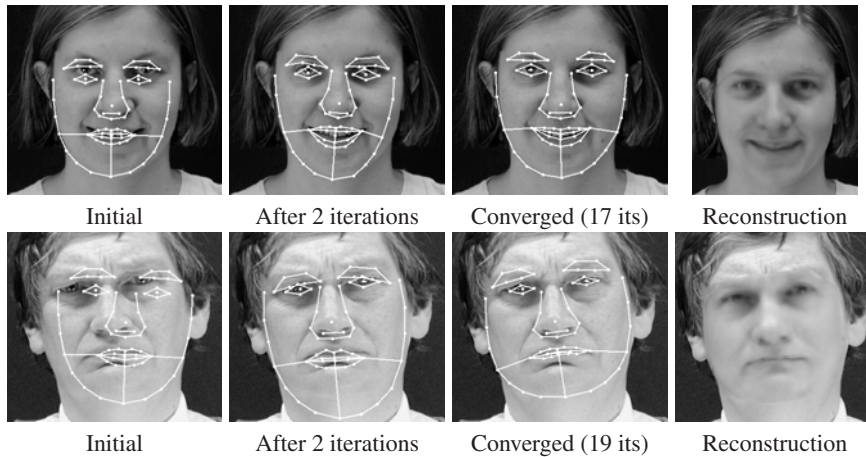 Initial After 2 iterations Converged (17 its) Reconstruction
Initial After 2 iterations Converged (19 its) Reconstruction